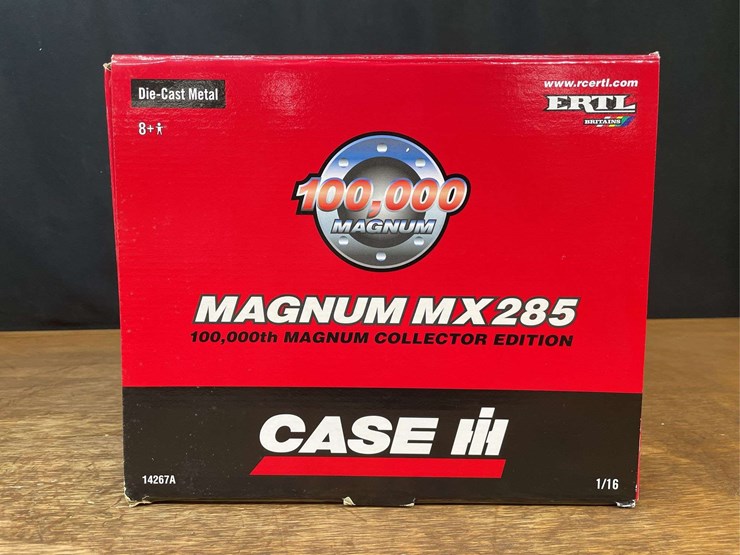 Die-Cast Metal
8+
www.rcertl.com
ERTL
BRITAINS
100,000
MAGNUM
MAGNUM MX285
100,000th MAGNUM COLLECTOR EDITION
CASE IH
14267A
1/16